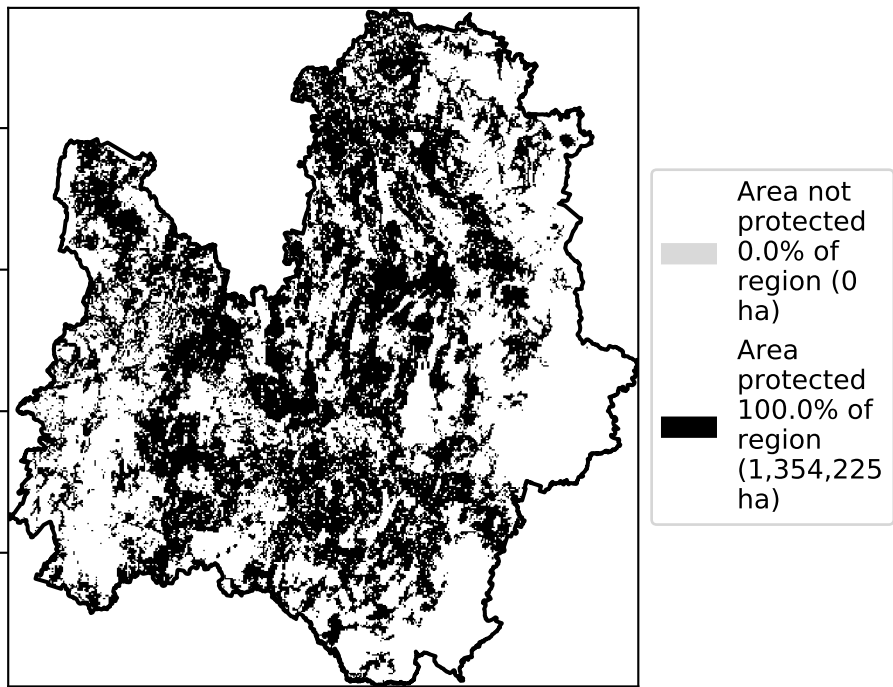 Area not
protected
0.0% of
region (0
ha)
Area
protected
100.0% of
region
(1,354,225
ha)